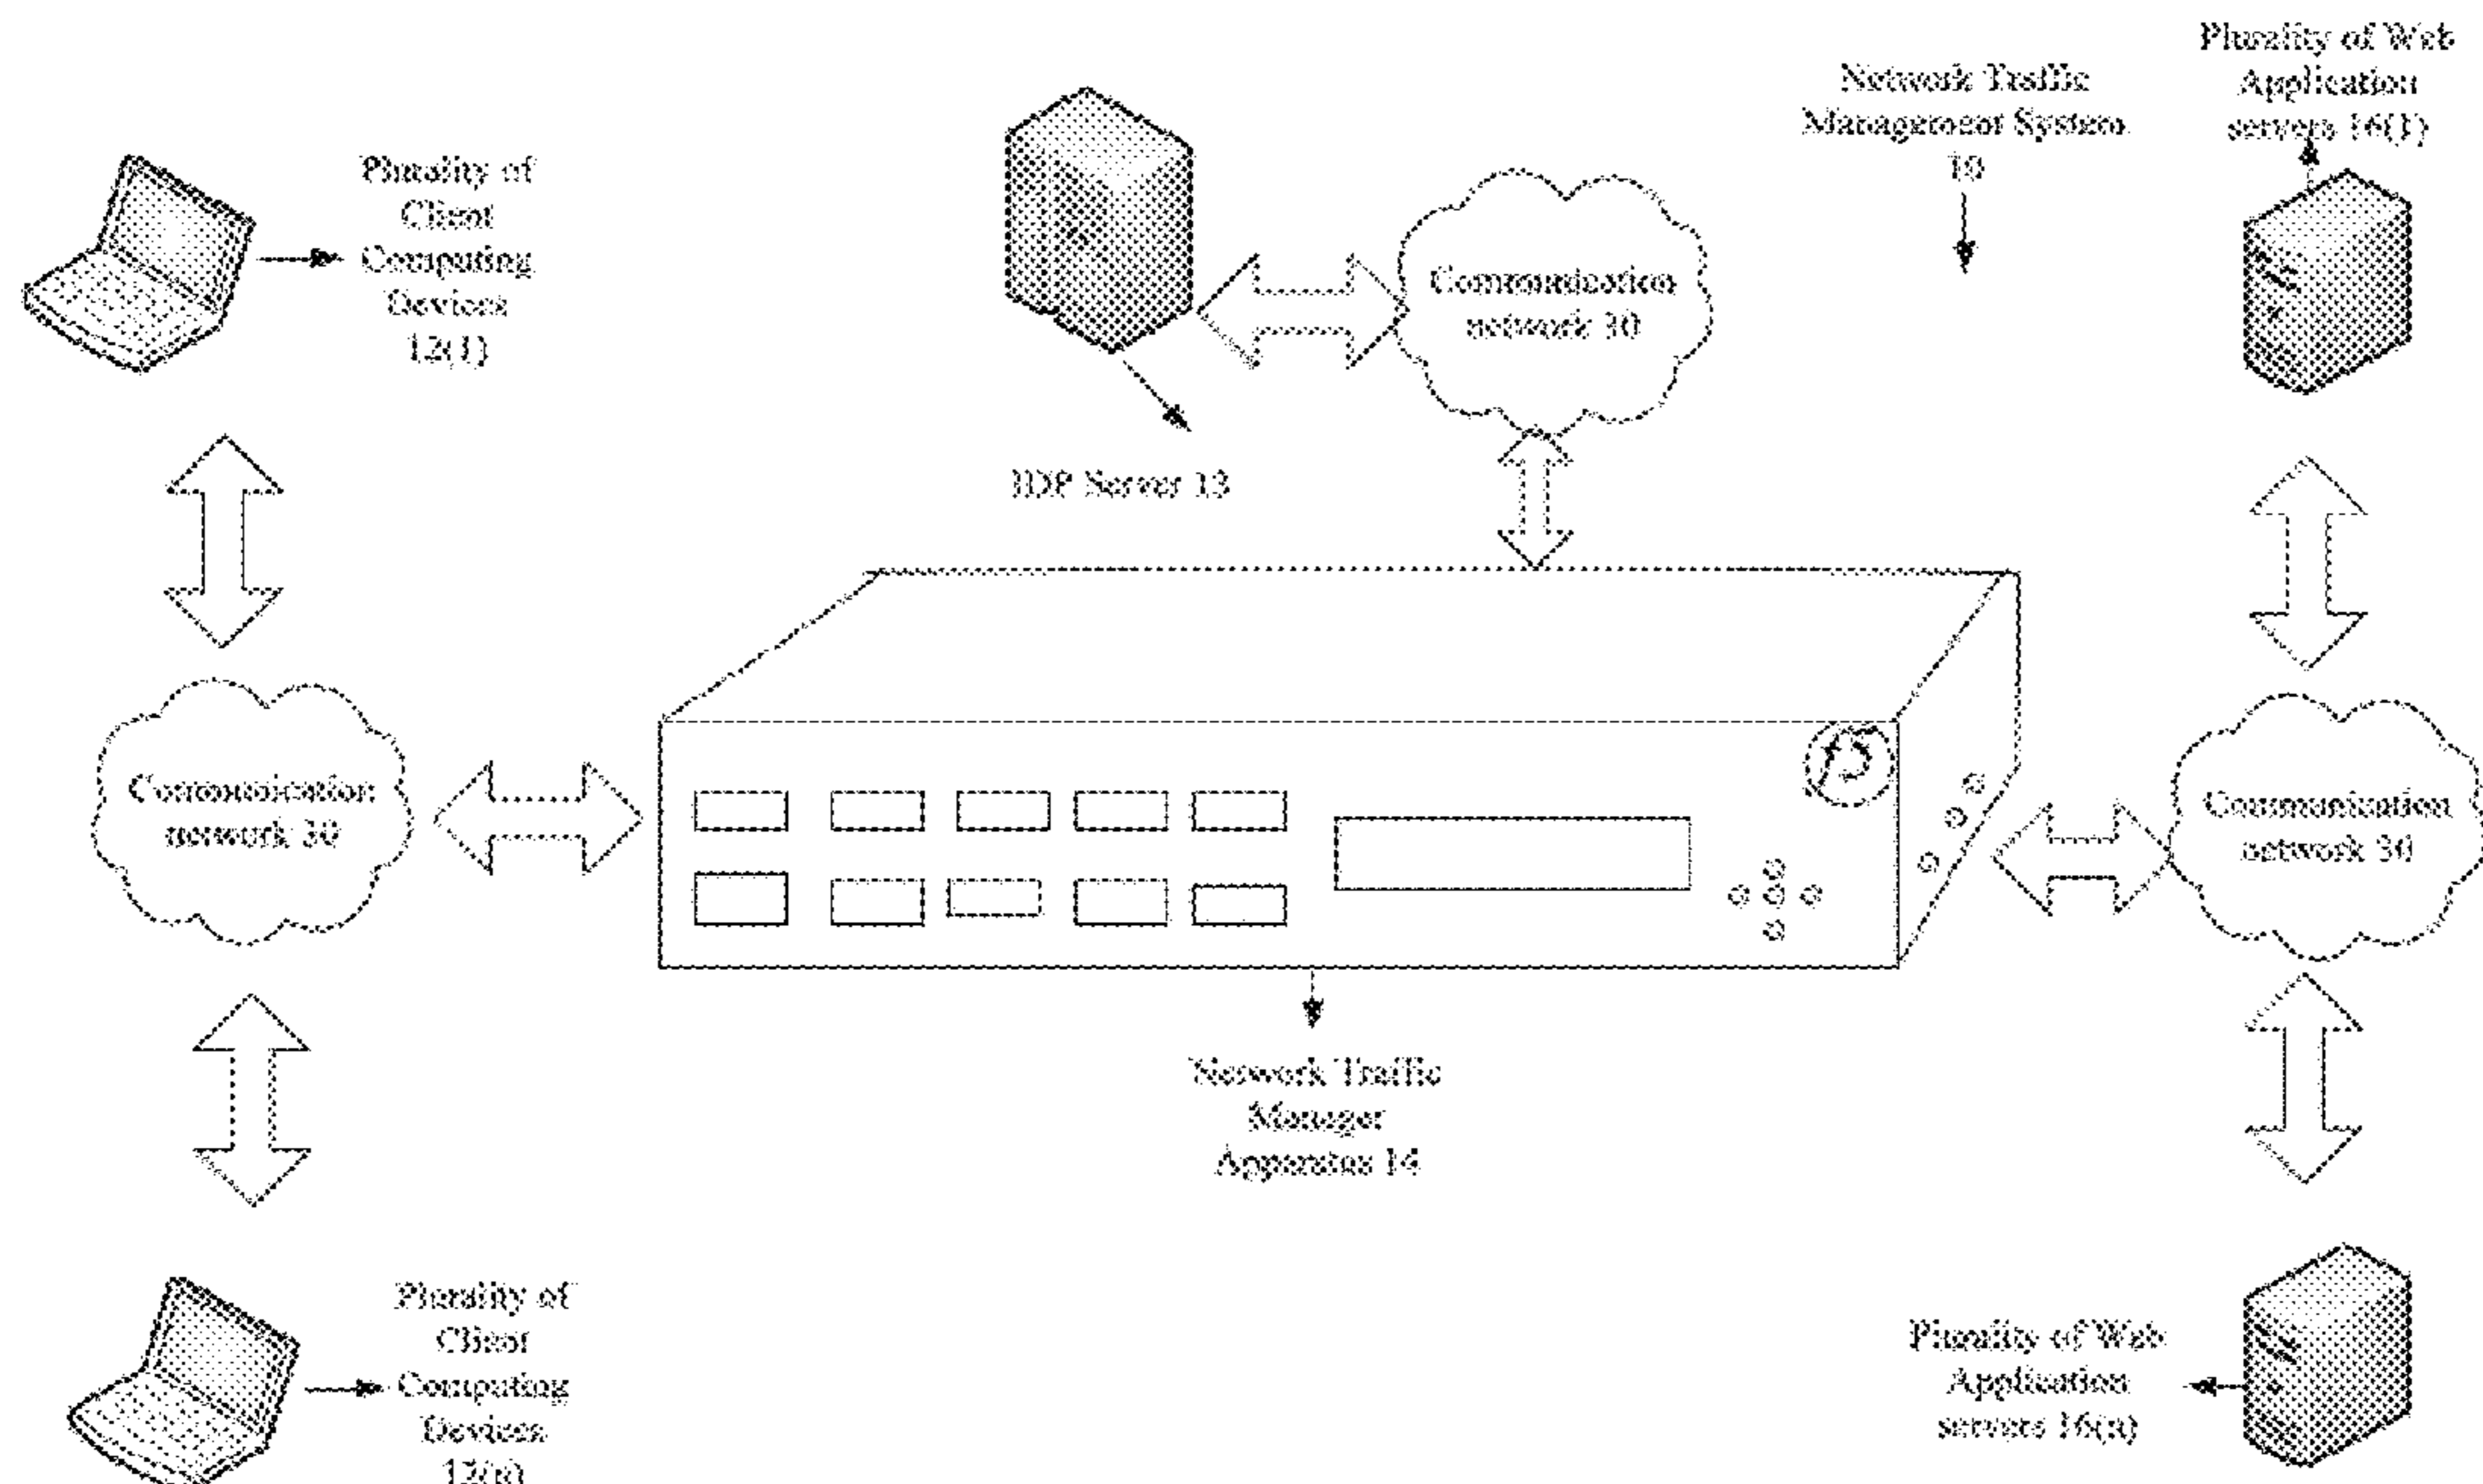 Plurality of Web
Application
servers 16(1)
Network Traffic
Management System
10
Plurality of
Client
Computing
Devices
12(1)
Communication
network 30
IDP Server 13
f5
Communication
network 30
Communication
network 30
Network Traffic
Manager
Apparatus 14
Plurality of
Client
Computing
Devices
12(n)
Plurality of Web
Application
servers 16(n)